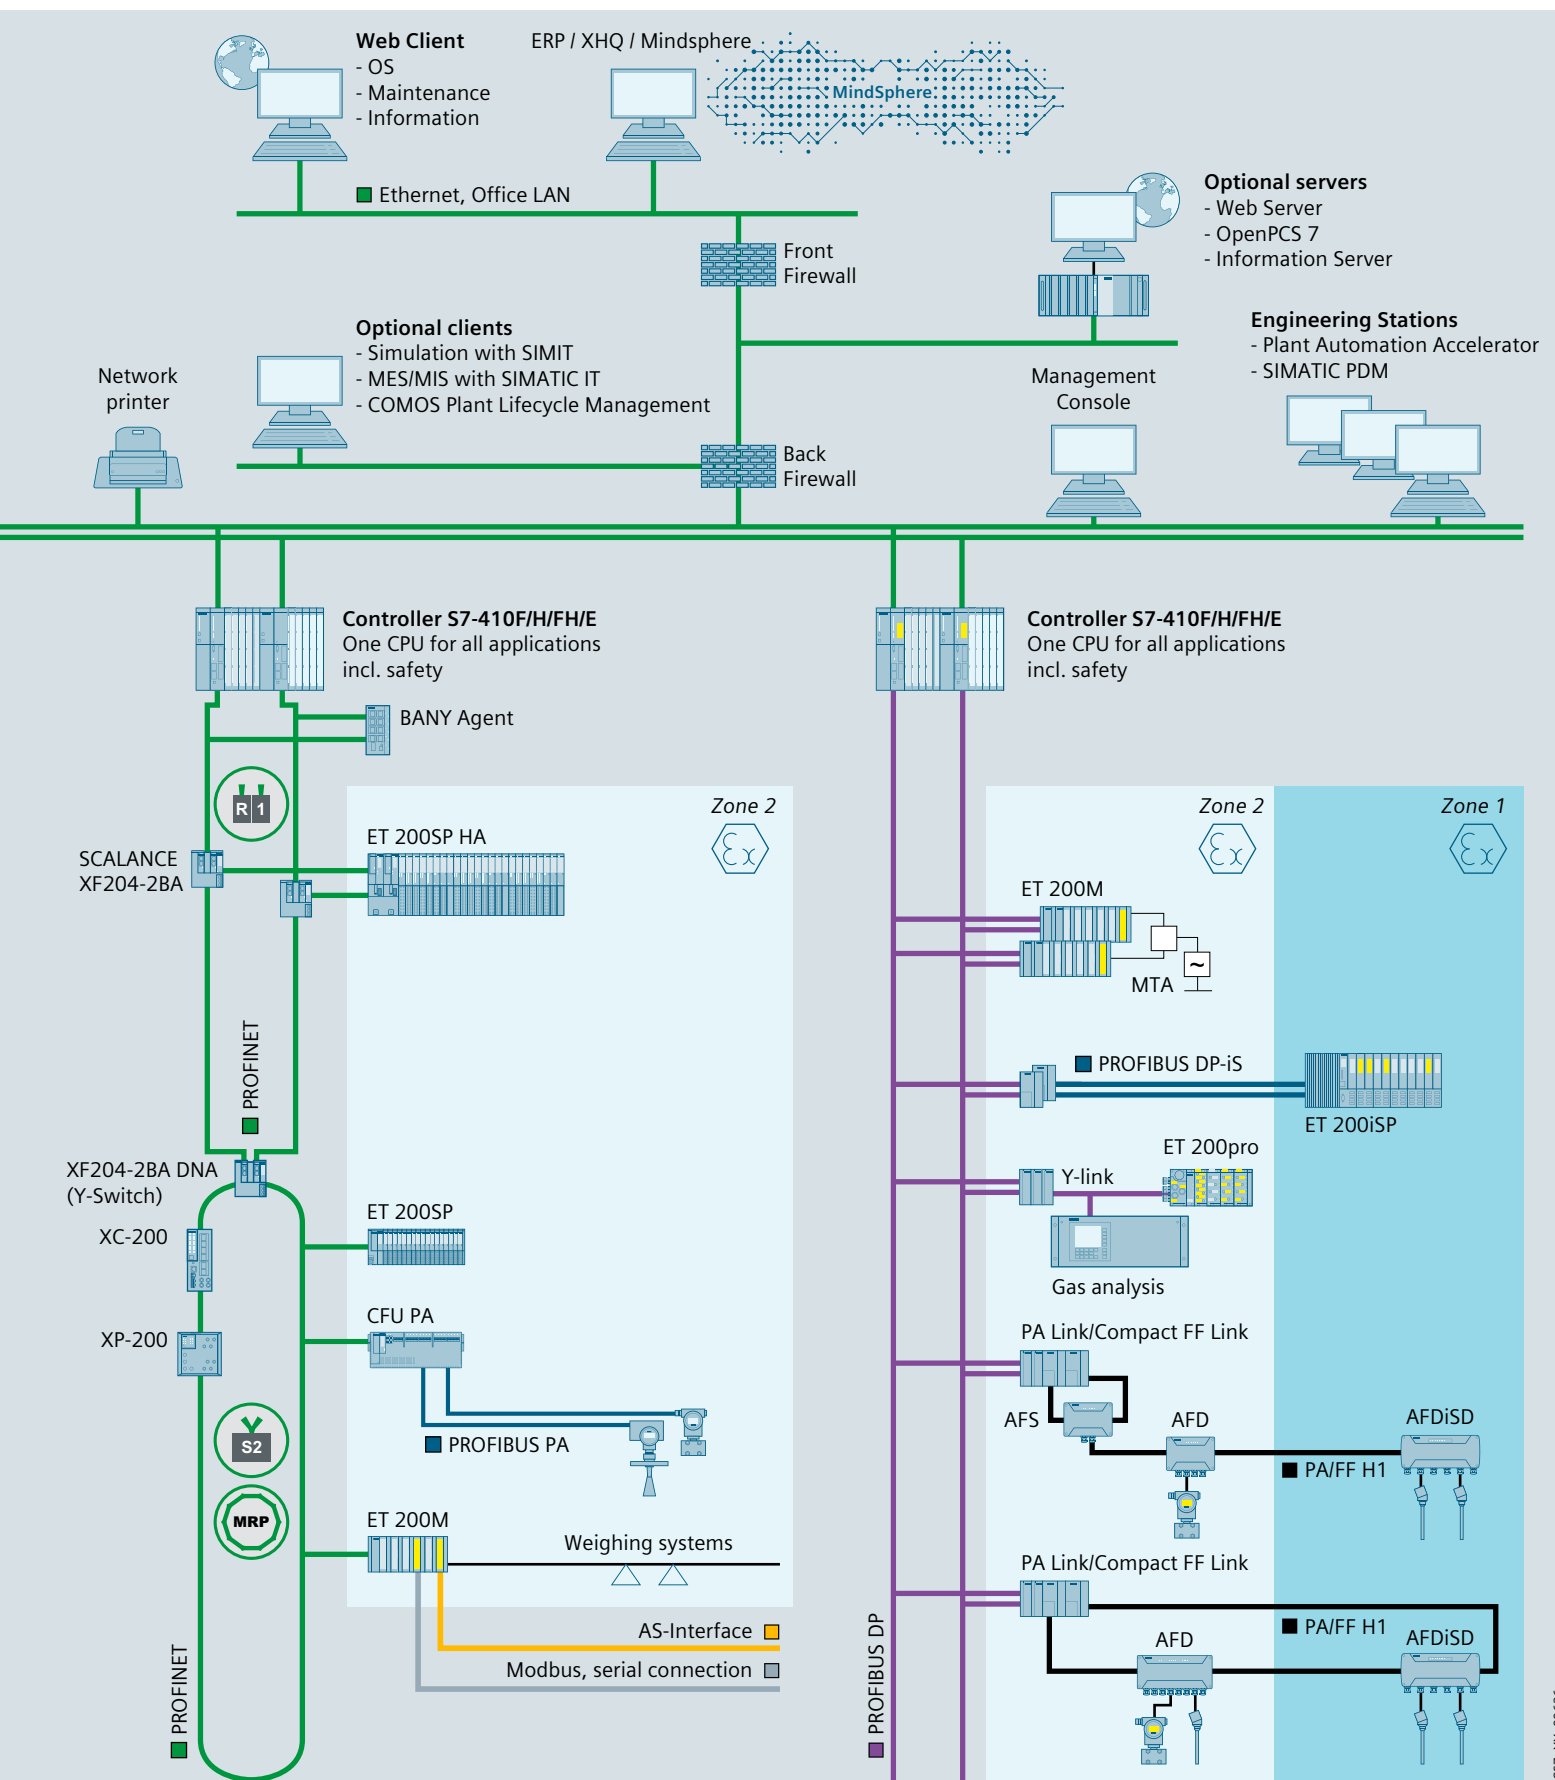 Web Client
- OS
- Maintenance
- Information
ERP / XHQ / Mindsphere
MindSphere
Ethernet, Office LAN
Optional servers
- Web Server
- OpenPCS 7
- Information Server
Front
Firewall
Optional clients
- Simulation with SIMIT
- MES/MIS with SIMATIC IT
- COMOS Plant Lifecycle Management
Engineering Stations
- Plant Automation Accelerator
- SIMATIC PDM
Network
printer
Management
Console
Back
Firewall
Controller S7-410F/H/FH/E
One CPU for all applications
incl. safety
Controller S7-410F/H/FH/E
One CPU for all applications
incl. safety
BANY Agent
R 1
Zone 2
Ex
ET 200SP HA
SCALANCE
XF204-2BA
PROFINET
XF204-2BA DNA
(Y-Switch)
XC-200
XP-200
ET 200SP
CFU PA
PROFIBUS PA
S2
MRP
ET 200M
Weighing systems
AS-Interface
Modbus, serial connection
PROFINET
Zone 2
Ex
Zone 1
Ex
ET 200M
~
MTA
PROFIBUS DP-iS
ET 200iSP
ET 200pro
Y-link
Gas analysis
PA Link/Compact FF Link
AFS
AFD
AFDiSD
PA/FF H1
PA Link/Compact FF Link
PA/FF H1
AFD
AFDiSD
PROFIBUS DP